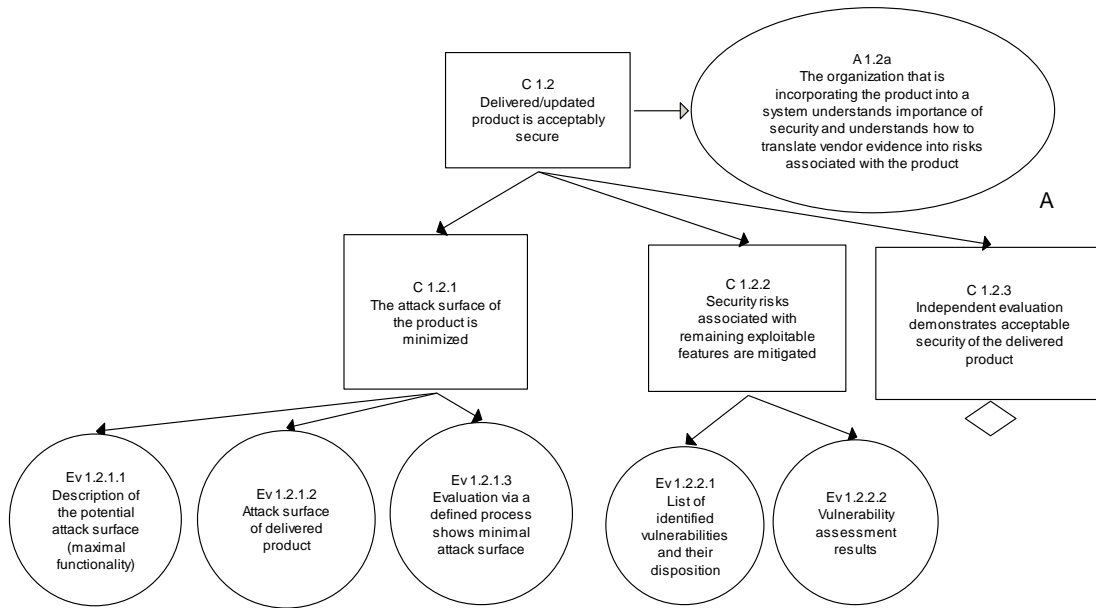 C 1.2
Delivered/updated
product is acceptably
secure
A 1.2a
The organization that is
incorporating the product into a
system understands importance of
security and understands how to
translate vendor evidence into risks
associated with the product
A
C 1.2.1
The attack surface of
the product is
minimized
C 1.2.2
Security risks
associated with
remaining exploitable
features are mitigated
C 1.2.3
Independent evaluation
demonstrates acceptable
security of the delivered
product
Ev 1.2.1.1
Description of
the potential
attack surface
(maximal
functionality)
Ev 1.2.1.2
Attack surface
of delivered
product
Ev 1.2.1.3
Evaluation via a
defined process
shows minimal
attack surface
Ev 1.2.2.1
List of
identified
vulnerabilities
and their
disposition
Ev 1.2.2.2
Vulnerability
assessment
results